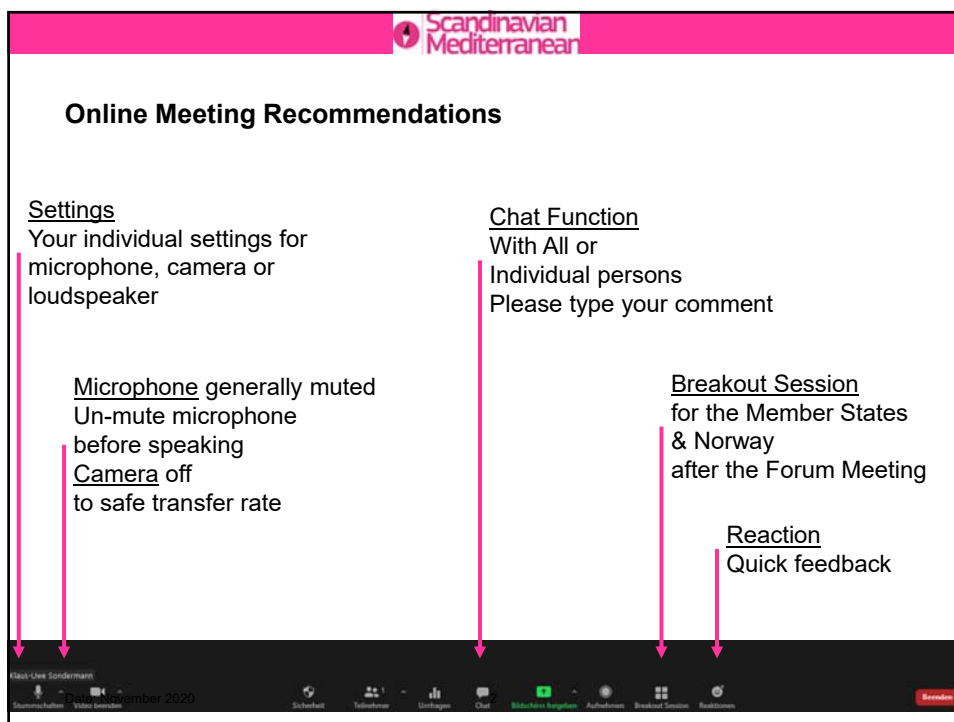 Scandinavian
Mediterranean
Online Meeting Recommendations
Settings
Your individual settings for
microphone, camera or
loudspeaker
Chat Function
With All or
Individual persons
Please type your comment
Microphone generally muted
Un-mute microphone
before speaking
Camera off
to safe transfer rate
Breakout Session
for the Member States
& Norway
after the Forum Meeting
Reaction
Quick feedback
Klaus-Uwe Sondermann
Date: November 2020
2
Stummschalten Video beenden Sicherheit Teilnehmer 1 Umfragen Chat Bildschirm freigeben Aufnehmen Breakout Session Reaktionen Beenden